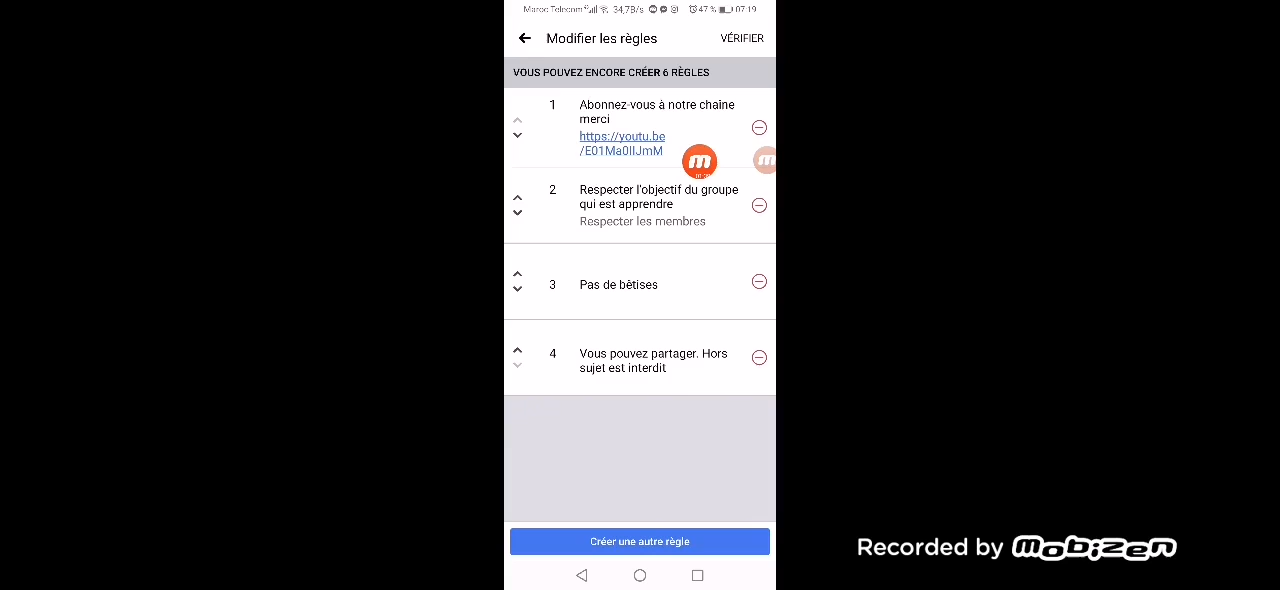 Maroc Telecom 34,7B/s 47 % 07:19
Modifier les règles VÉRIFIER
VOUS POUVEZ ENCORE CRÉER 6 RÈGLES
1 Abonnez-vous à notre chaine
merci
https://youtu.be
/E01Ma0lIJmM
2 Respecter l'objectif du groupe
qui est apprendre
Respecter les membres
3 Pas de bêtises
4 Vous pouvez partager. Hors
sujet est interdit
Créer une autre règle
Recorded by mobizen